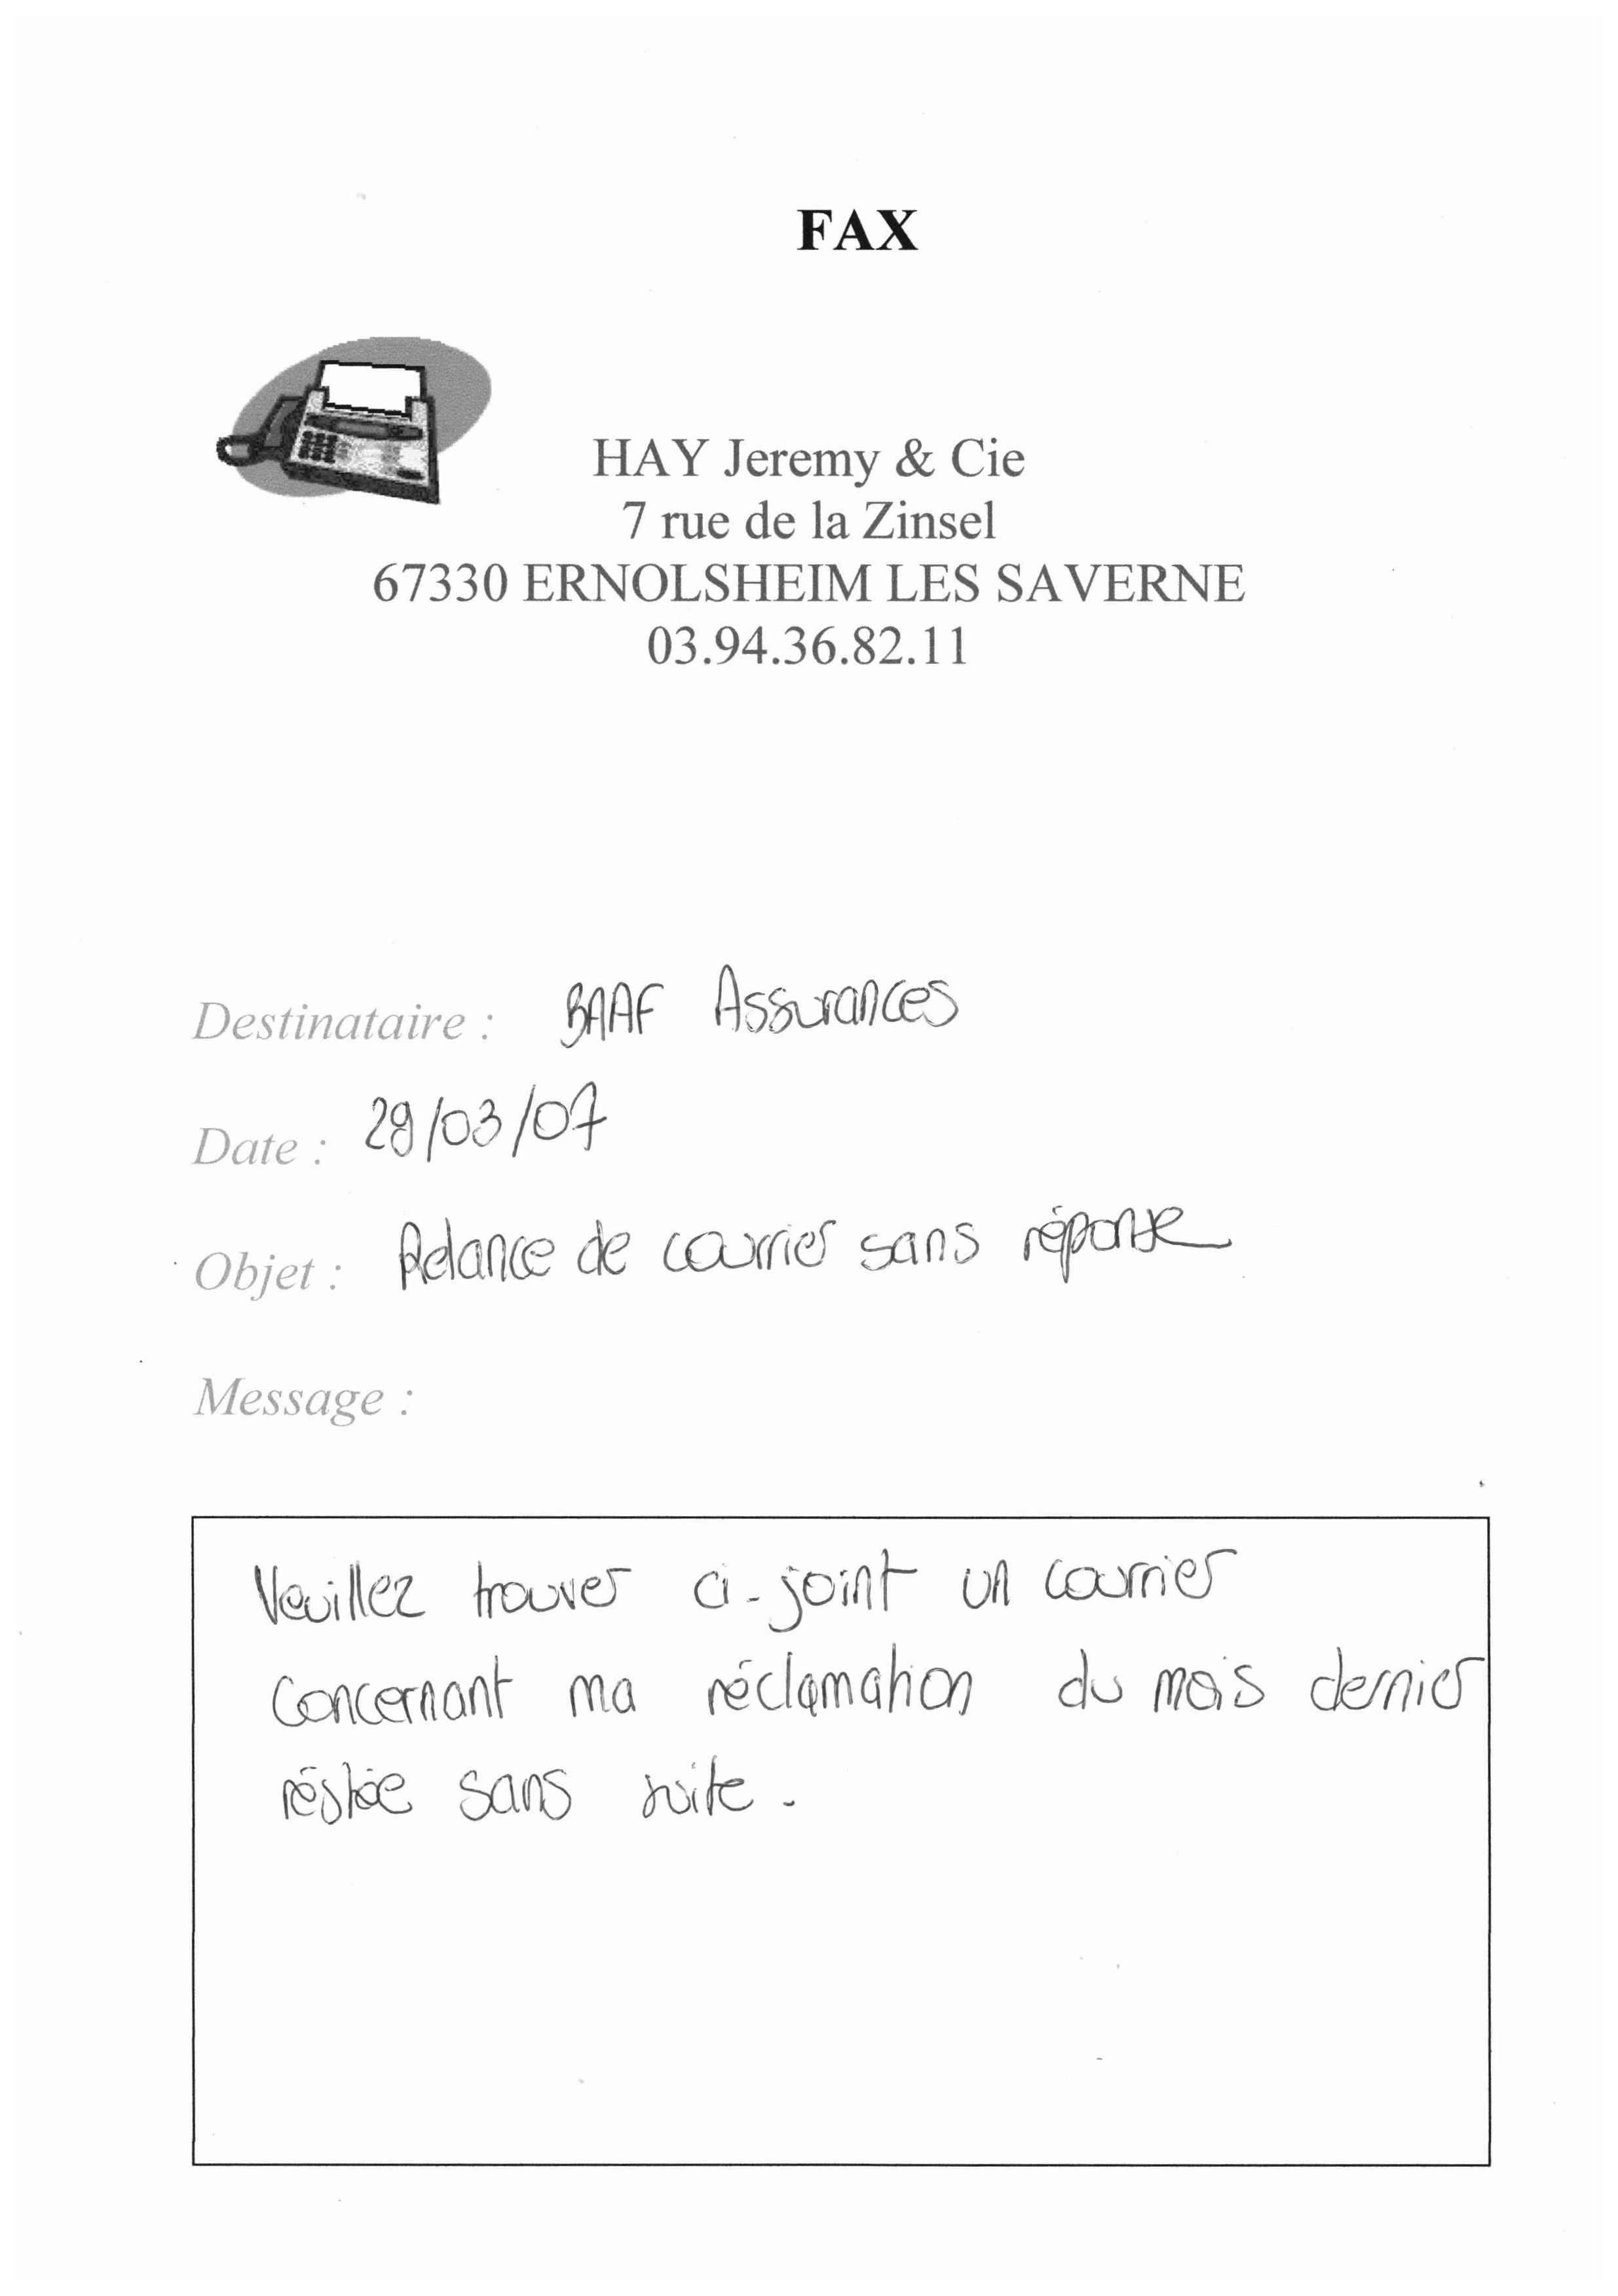 FAX
HAY Jeremy & Cie
7 rue de la Zinsel
67330 ERNOLSHEIM LES SAVERNE
03.94.36.82.11
Destinataire : BAAF Assurances
Date : 28/03/07
Objet : Relance de courrier sans réponse
Message :
Veuillez trouver ci-joint un courrier
concernant ma réclamation du mois dernier
réstée sans suite.